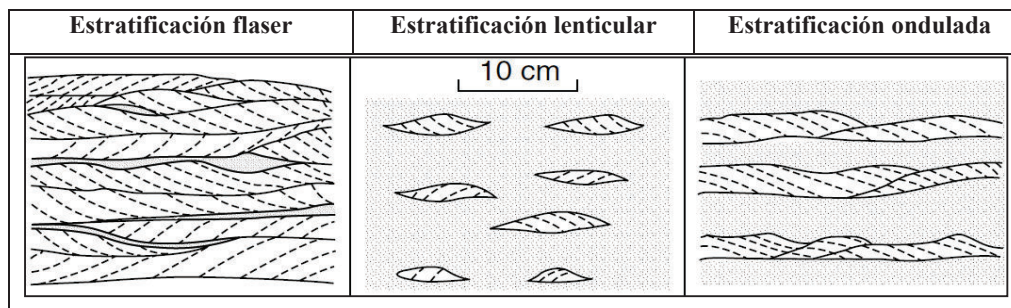 Estratificación flaser
Estratificación lenticular
Estratificación ondulada
10 cm